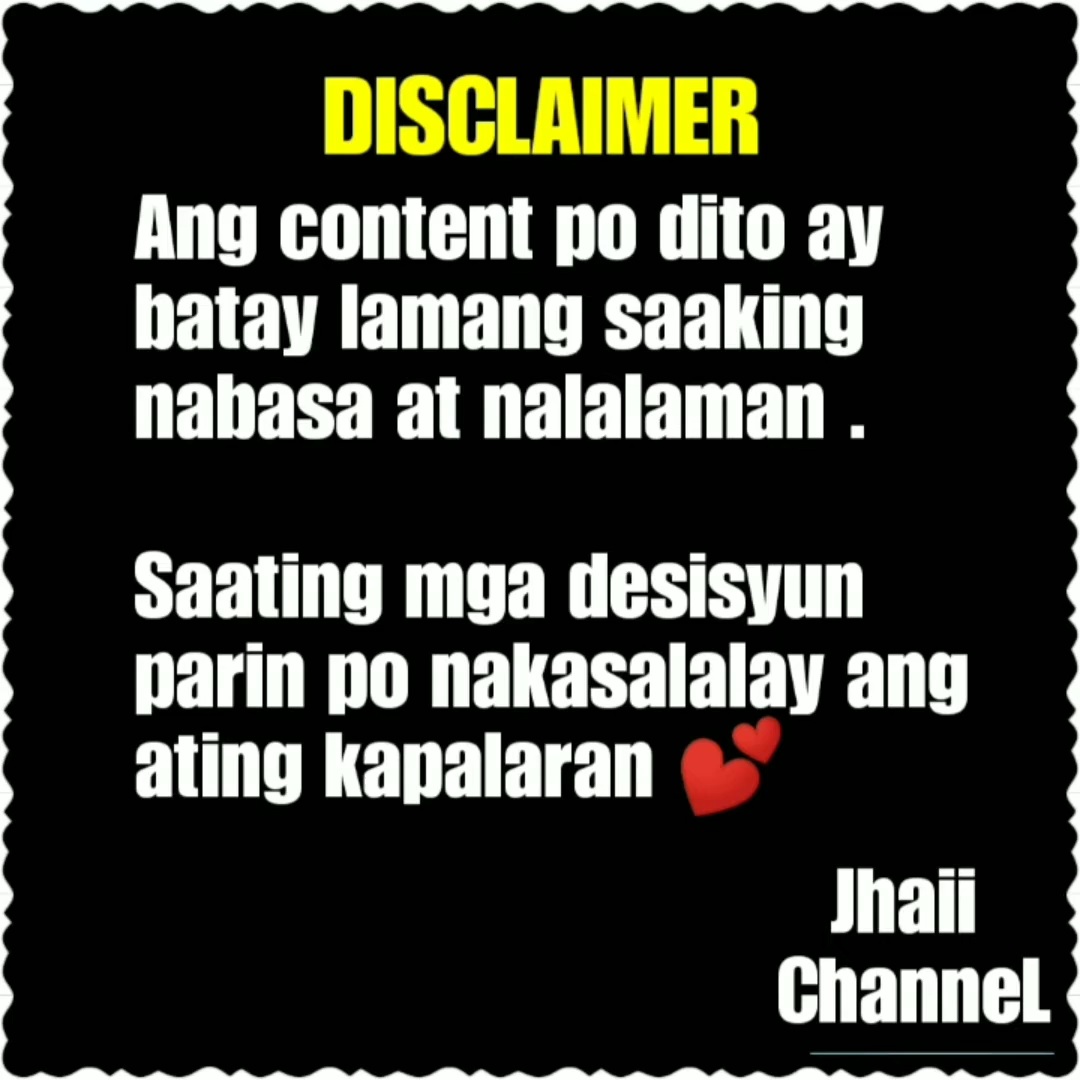 DISCLAIMER
Ang content po dito ay
batay lamang saaking
nabasa at nalalaman .
Saating mga desisyun
parin po nakasalalay ang
ating kapalaran 💕
Jhaii
ChanneL